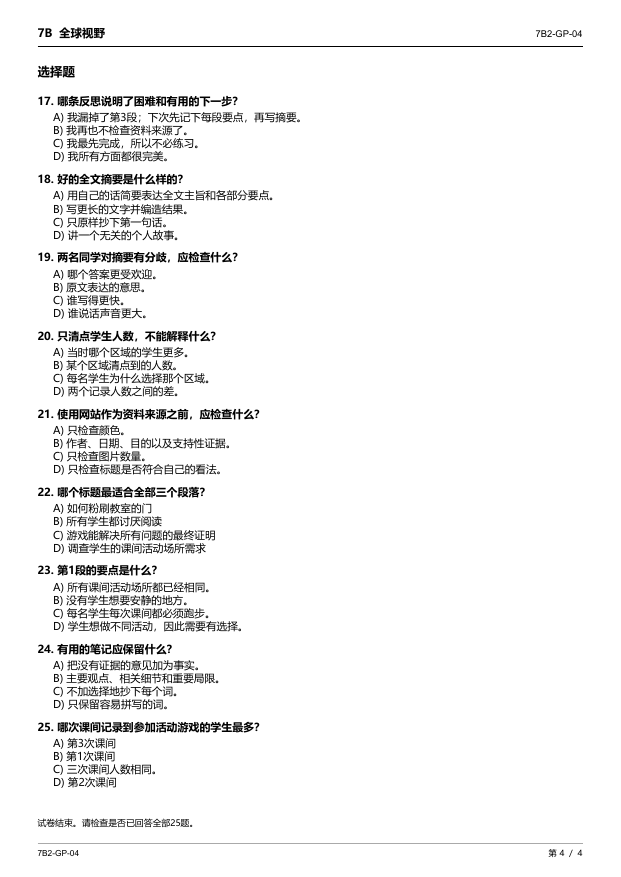 7B 全球视野
7B2-GP-04
选择题
17. 哪条反思说明了困难和有用的下一步?
A) 我漏掉了第3段；下次先记下每段要点，再写摘要。
B) 我再也不检查资料来源了。
C) 我最先完成，所以不必练习。
D) 我所有方面都很完美。
18. 好的全文摘要是什么样的?
A) 用自己的话简要表达全文主旨和各部分要点。
B) 写更长的文字并编造结果。
C) 只原样抄下第一句话。
D) 讲一个无关的个人故事。
19. 两名同学对摘要有分歧，应检查什么?
A) 哪个答案更受欢迎。
B) 原文表达的意思。
C) 谁写得更快。
D) 谁说话声音更大。
20. 只清点学生人数，不能解释什么?
A) 当时哪个区域的学生更多。
B) 某个区域清点到的人数。
C) 每名学生为什么选择那个区域。
D) 两个记录人数之间的差。
21. 使用网站作为资料来源之前，应检查什么?
A) 只检查颜色。
B) 作者、日期、目的以及支持性证据。
C) 只检查图片数量。
D) 只检查标题是否符合自己的看法。
22. 哪个标题最适合全部三个段落?
A) 如何粉刷教室的门
B) 所有学生都讨厌阅读
C) 游戏能解决所有问题的最终证明
D) 调查学生的课间活动场所需求
23. 第1段的要点是什么?
A) 所有课间活动场所都已经相同。
B) 没有学生想要安静的地方。
C) 每名学生每次课间都必须跑步。
D) 学生想做不同活动，因此需要有选择。
24. 有用的笔记应保留什么?
A) 把没有证据的意见加为事实。
B) 主要观点、相关细节和重要局限。
C) 不加选择地抄下每个词。
D) 只保留容易拼写的词。
25. 哪次课间记录到参加活动游戏的学生最多?
A) 第3次课间
B) 第1次课间
C) 三次课间人数相同。
D) 第2次课间
试卷结束。请检查是否已回答全部25题。
7B2-GP-04
第 4 / 4